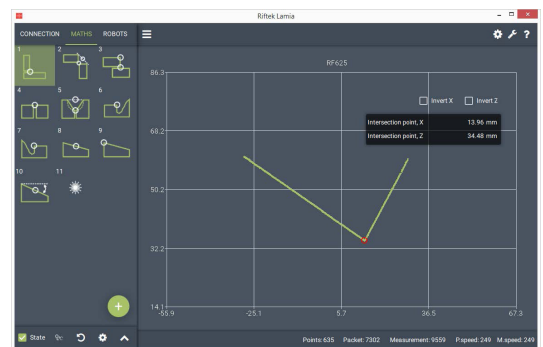 Riftek Lamia
CONNECTION MATHS ROBOTS
1 2 3
4 5 6
7 8 9
10 11
State
RF625
Invert X Invert Z
Intersection point, X 13.96 mm
Intersection point, Z 34.48 mm
86.3
68.2
50.2
32.2
14.1
-55.9 -25.1 5.7 36.5 67.3
Points: 635 Packet: 7302 Measurement: 9559 P.speed: 249 M.speed: 249